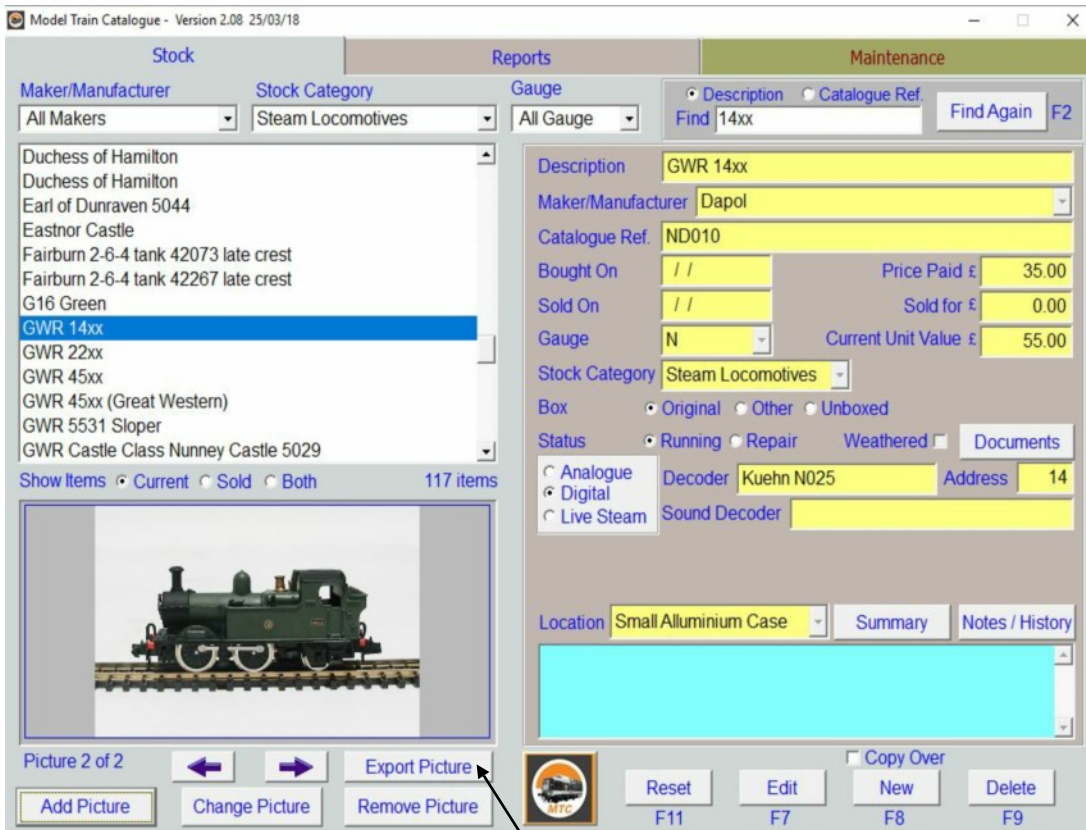 Model Train Catalogue - Version 2.08 25/03/18
Stock
Reports
Maintenance
Maker/Manufacturer
Stock Category
Gauge
All Makers
Steam Locomotives
All Gauge
Description
Catalogue Ref.
Find 14xx
Find Again
F2
Duchess of Hamilton
Duchess of Hamilton
Earl of Dunraven 5044
Eastnor Castle
Fairburn 2-6-4 tank 42073 late crest
Fairburn 2-6-4 tank 42267 late crest
G16 Green
GWR 14xx
GWR 22xx
GWR 45xx
GWR 45xx (Great Western)
GWR 5531 Sloper
GWR Castle Class Nunney Castle 5029
Show Items Current Sold Both 117 items
Picture 2 of 2
Export Picture
Add Picture
Change Picture
Remove Picture
Description GWR 14xx
Maker/Manufacturer Dapol
Catalogue Ref. ND010
Bought On / / Price Paid £ 35.00
Sold On / / Sold for £ 0.00
Gauge N Current Unit Value £ 55.00
Stock Category Steam Locomotives
Box Original Other Unboxed
Status Running Repair Weathered Documents
Analogue
Digital
Live Steam
Decoder Kuehn N025 Address 14
Sound Decoder
Location Small Alluminium Case Summary Notes / History
MTC
Copy Over
Reset Edit New Delete
F11 F7 F8 F9